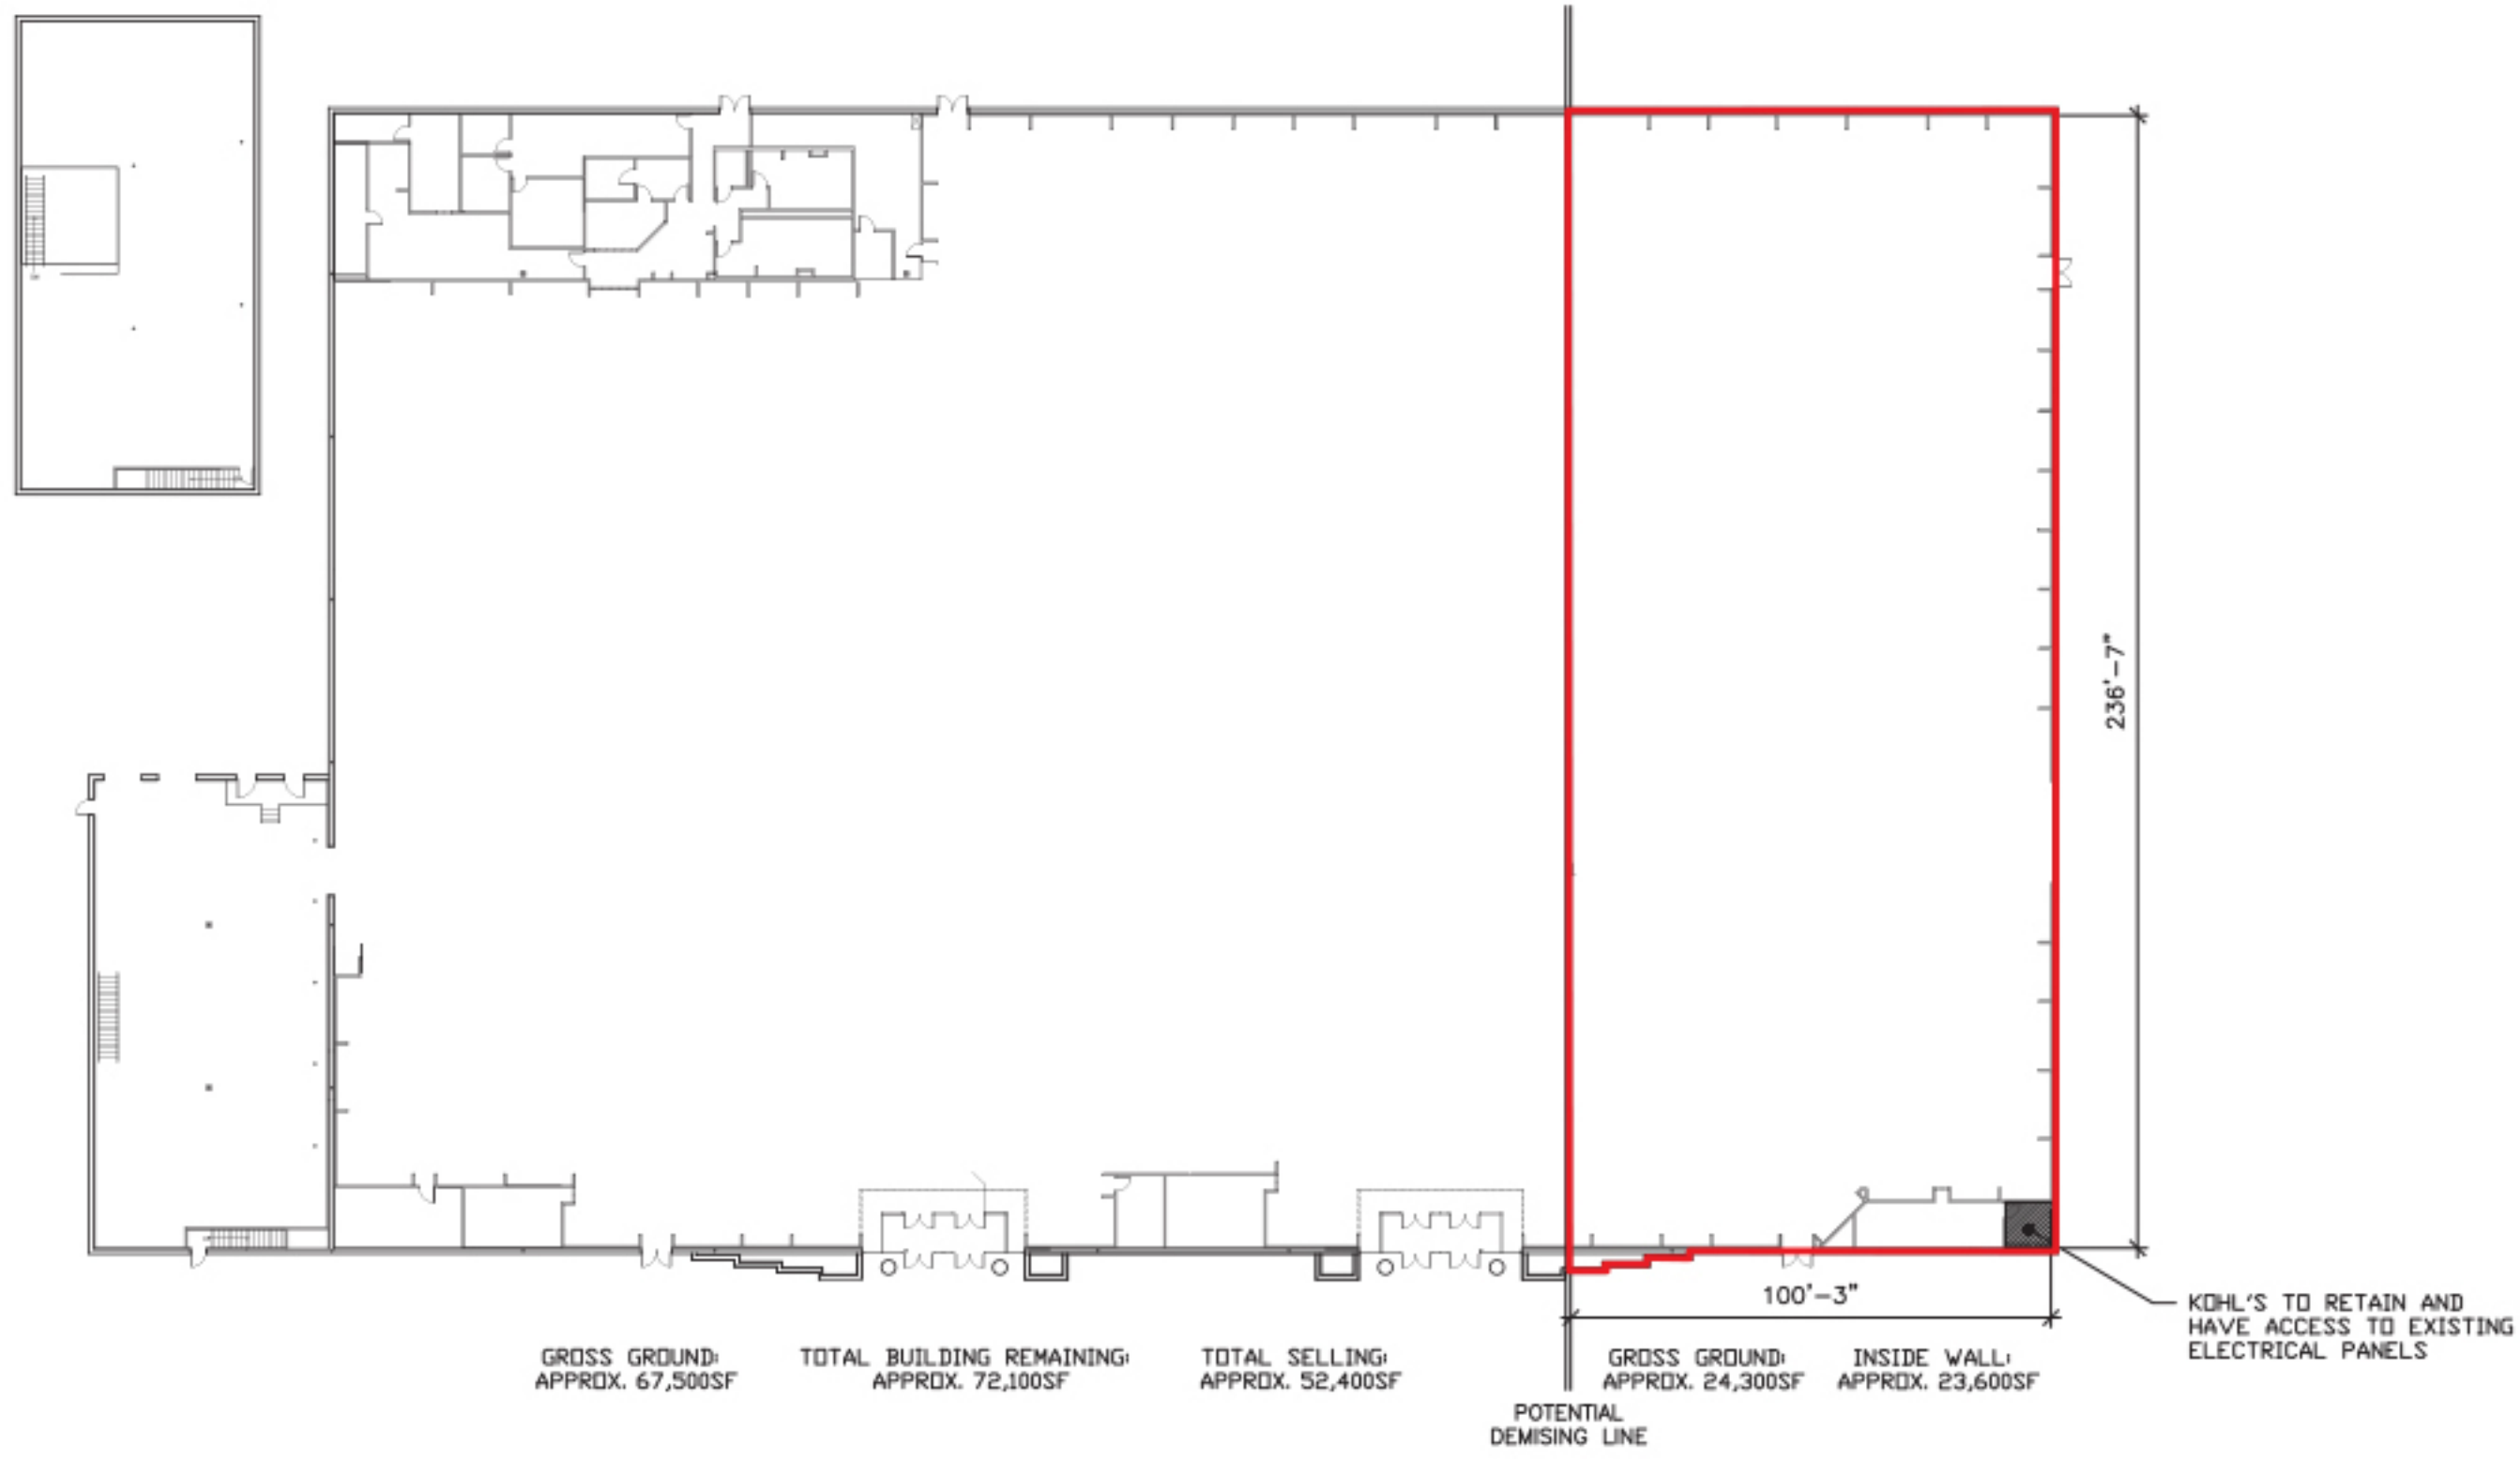 236'-7"
100'-3"
KOHL'S TO RETAIN AND
HAVE ACCESS TO EXISTING
ELECTRICAL PANELS
GROSS GROUND:
APPROX. 67,500SF
TOTAL BUILDING REMAINING:
APPROX. 72,100SF
TOTAL SELLING:
APPROX. 52,400SF
GROSS GROUND:
APPROX. 24,300SF
INSIDE WALL:
APPROX. 23,600SF
POTENTIAL
DEMISING LINE